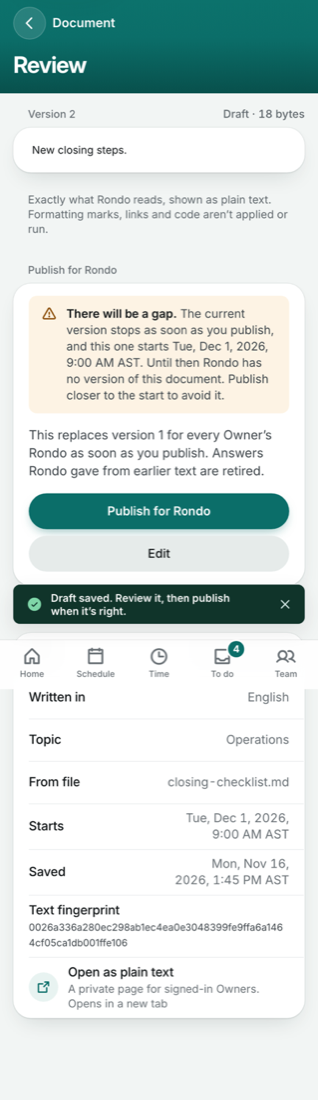 Document
Review
Version 2
Draft · 18 bytes
New closing steps.
Exactly what Rondo reads, shown as plain text.
Formatting marks, links and code aren't applied or
run.
Publish for Rondo
There will be a gap. The current
version stops as soon as you publish,
and this one starts Tue, Dec 1, 2026,
9:00 AM AST. Until then Rondo has
no version of this document. Publish
closer to the start to avoid it.
This replaces version 1 for every Owner's
Rondo as soon as you publish. Answers
Rondo gave from earlier text are retired.
Publish for Rondo
Edit
Draft saved. Review it, then publish
when it's right.
Home
Schedule
Time
4
To do
Team
Written in
English
Topic
Operations
From file
closing-checklist.md
Starts
Tue, Dec 1, 2026,
9:00 AM AST
Saved
Mon, Nov 16,
2026, 1:45 PM AST
Text fingerprint
0026a336a280ec298ab1ec4ea0e3048399fe9ffa6a146
4cf05ca1db001ffe106
Open as plain text
A private page for signed-in Owners.
Opens in a new tab